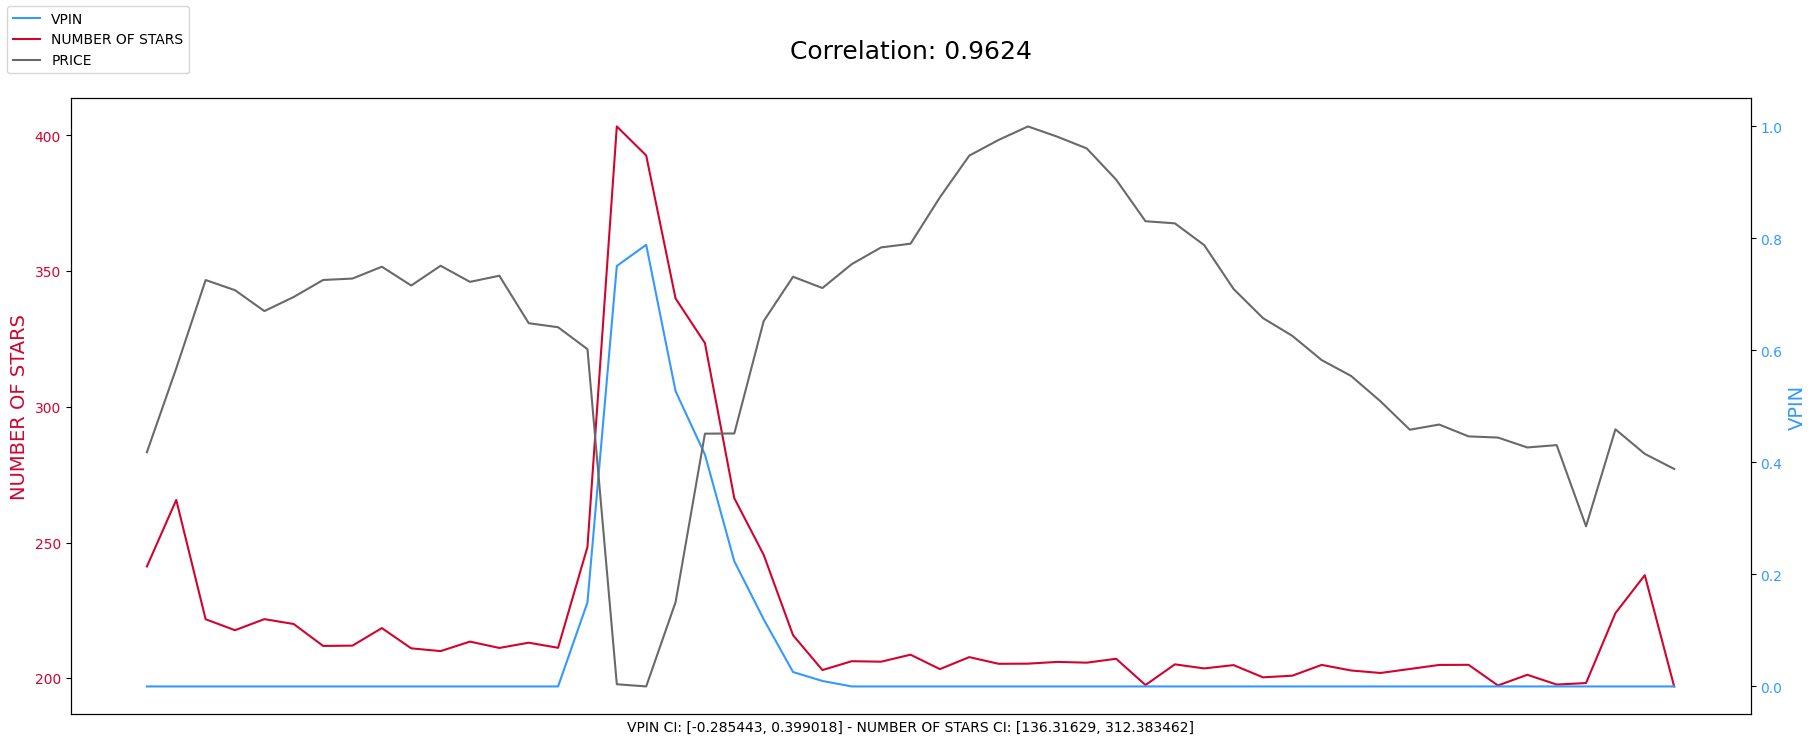 VPIN
NUMBER OF STARS
PRICE
Correlation: 0.9624
400
350
300
250
200
NUMBER OF STARS
1.0
0.8
0.6
0.4
0.2
0.0
VPIN
VPIN CI: [-0.285443, 0.399018] - NUMBER OF STARS CI: [136.31629, 312.383462]